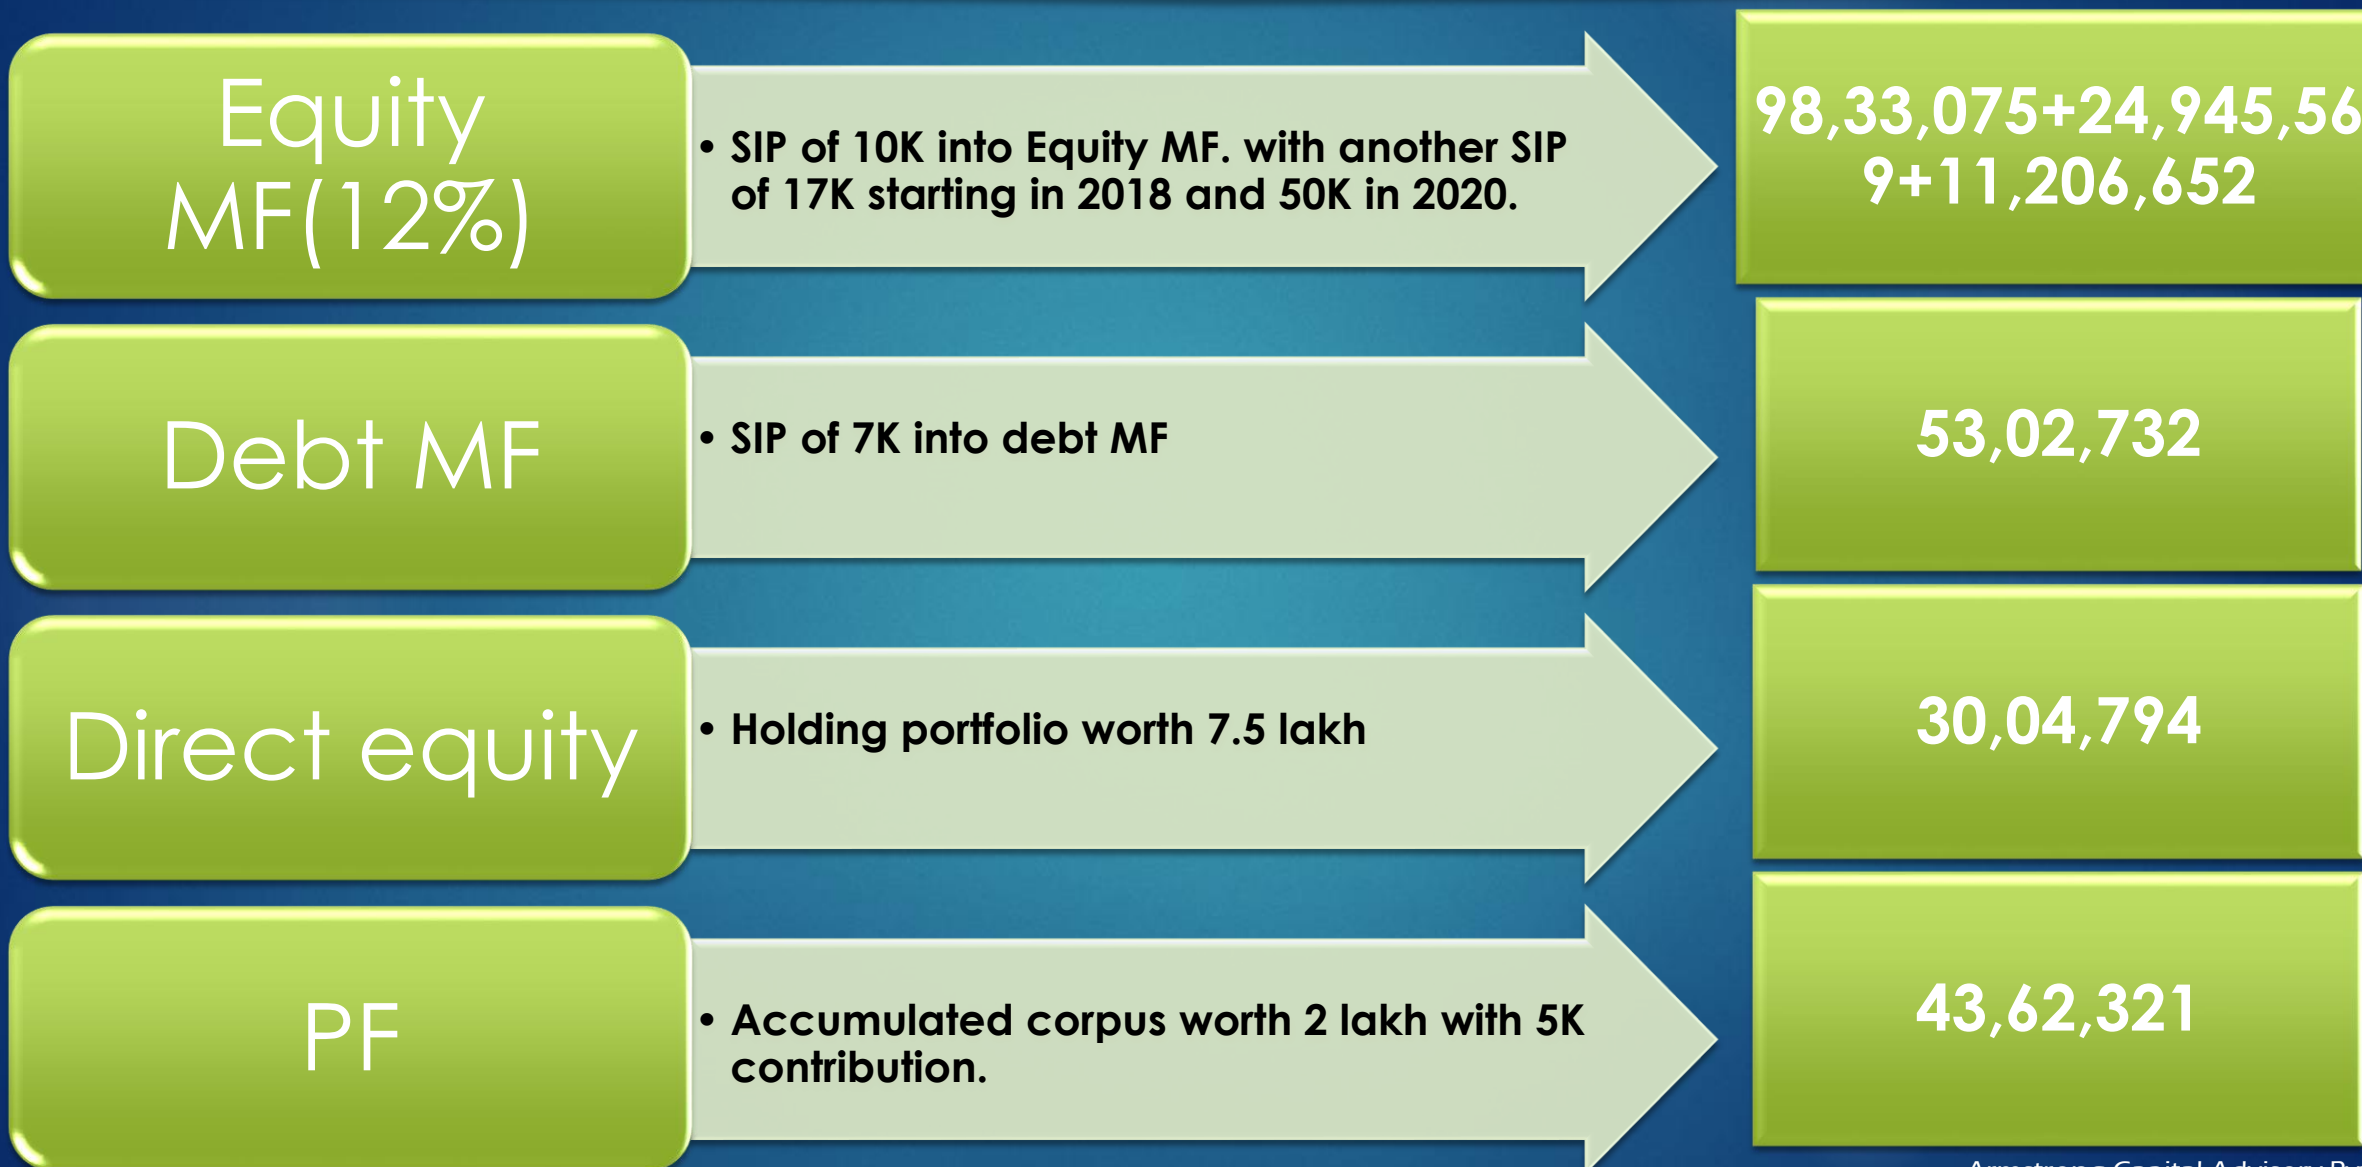 Equity
MF(12%)
• SIP of 10K into Equity MF. with another SIP
of 17K starting in 2018 and 50K in 2020.
98,33,075+24,945,56
9+11,206,652
Debt MF
• SIP of 7K into debt MF
53,02,732
Direct equity
• Holding portfolio worth 7.5 lakh
30,04,794
PF
• Accumulated corpus worth 2 lakh with 5K
contribution.
43,62,321
Armstrong Capital Advisory